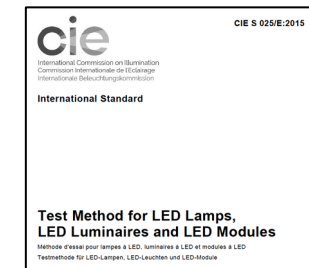 CIE S 025/E:2015
cie
International Commission on Illumination
Commission Internationale de l'Eclairage
Internationale Beleuchtungskommission
International Standard
Test Method for LED Lamps,
LED Luminaires and LED Modules
Méthode d'essai pour lampes à LED, luminaires à LED et modules à LED
Testmethode für LED-Lampen, LED-Leuchten und LED-Module